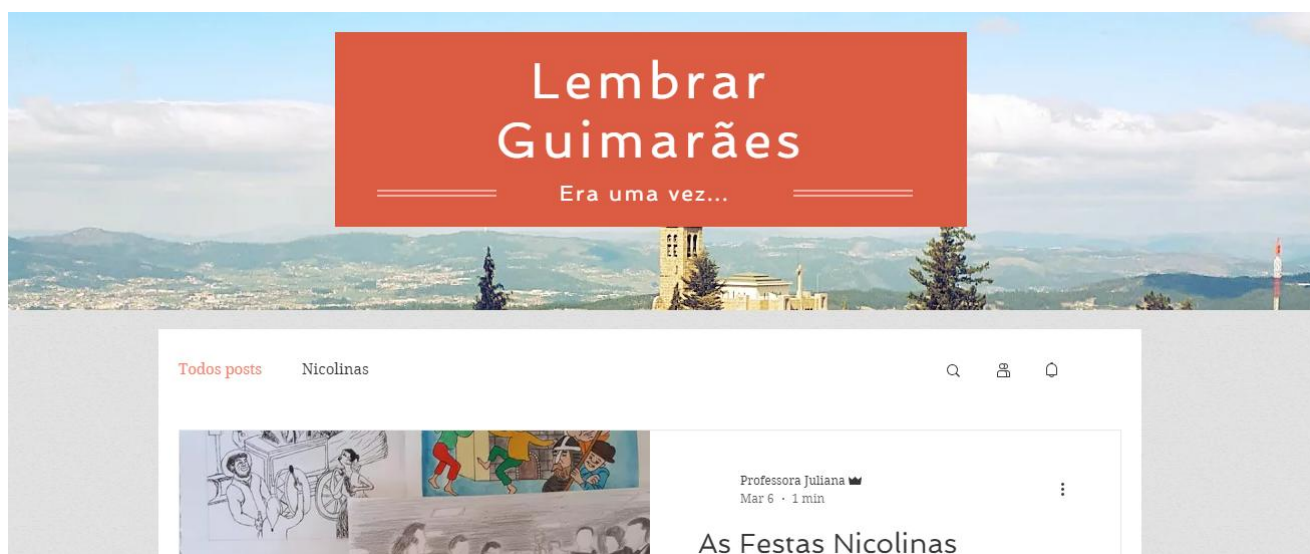 Lembrar
Guimarães
Era uma vez...
Todos posts
Nicolinas
Professora Juliana
Mar 6 · 1 min
As Festas Nicolinas